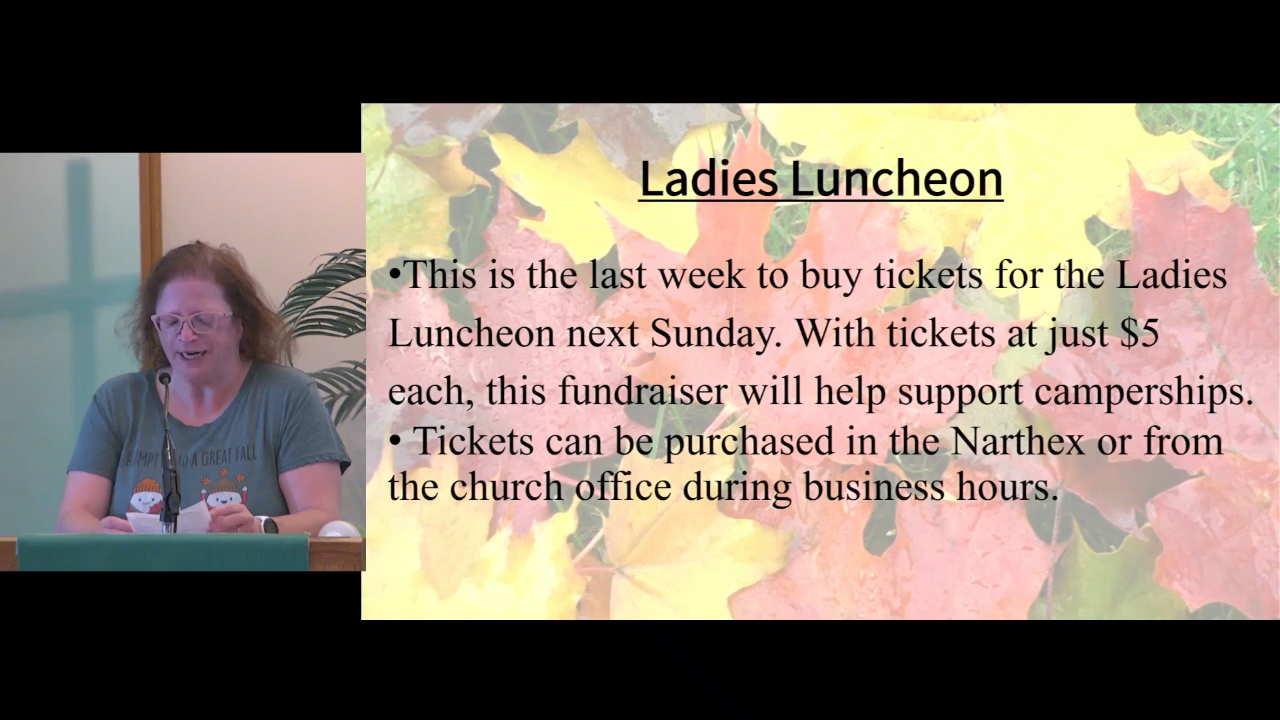 Ladies Luncheon
•This is the last week to buy tickets for the Ladies
Luncheon next Sunday. With tickets at just $5
each, this fundraiser will help support camperships.
• Tickets can be purchased in the Narthex or from
the church office during business hours.
A GREAT FALL